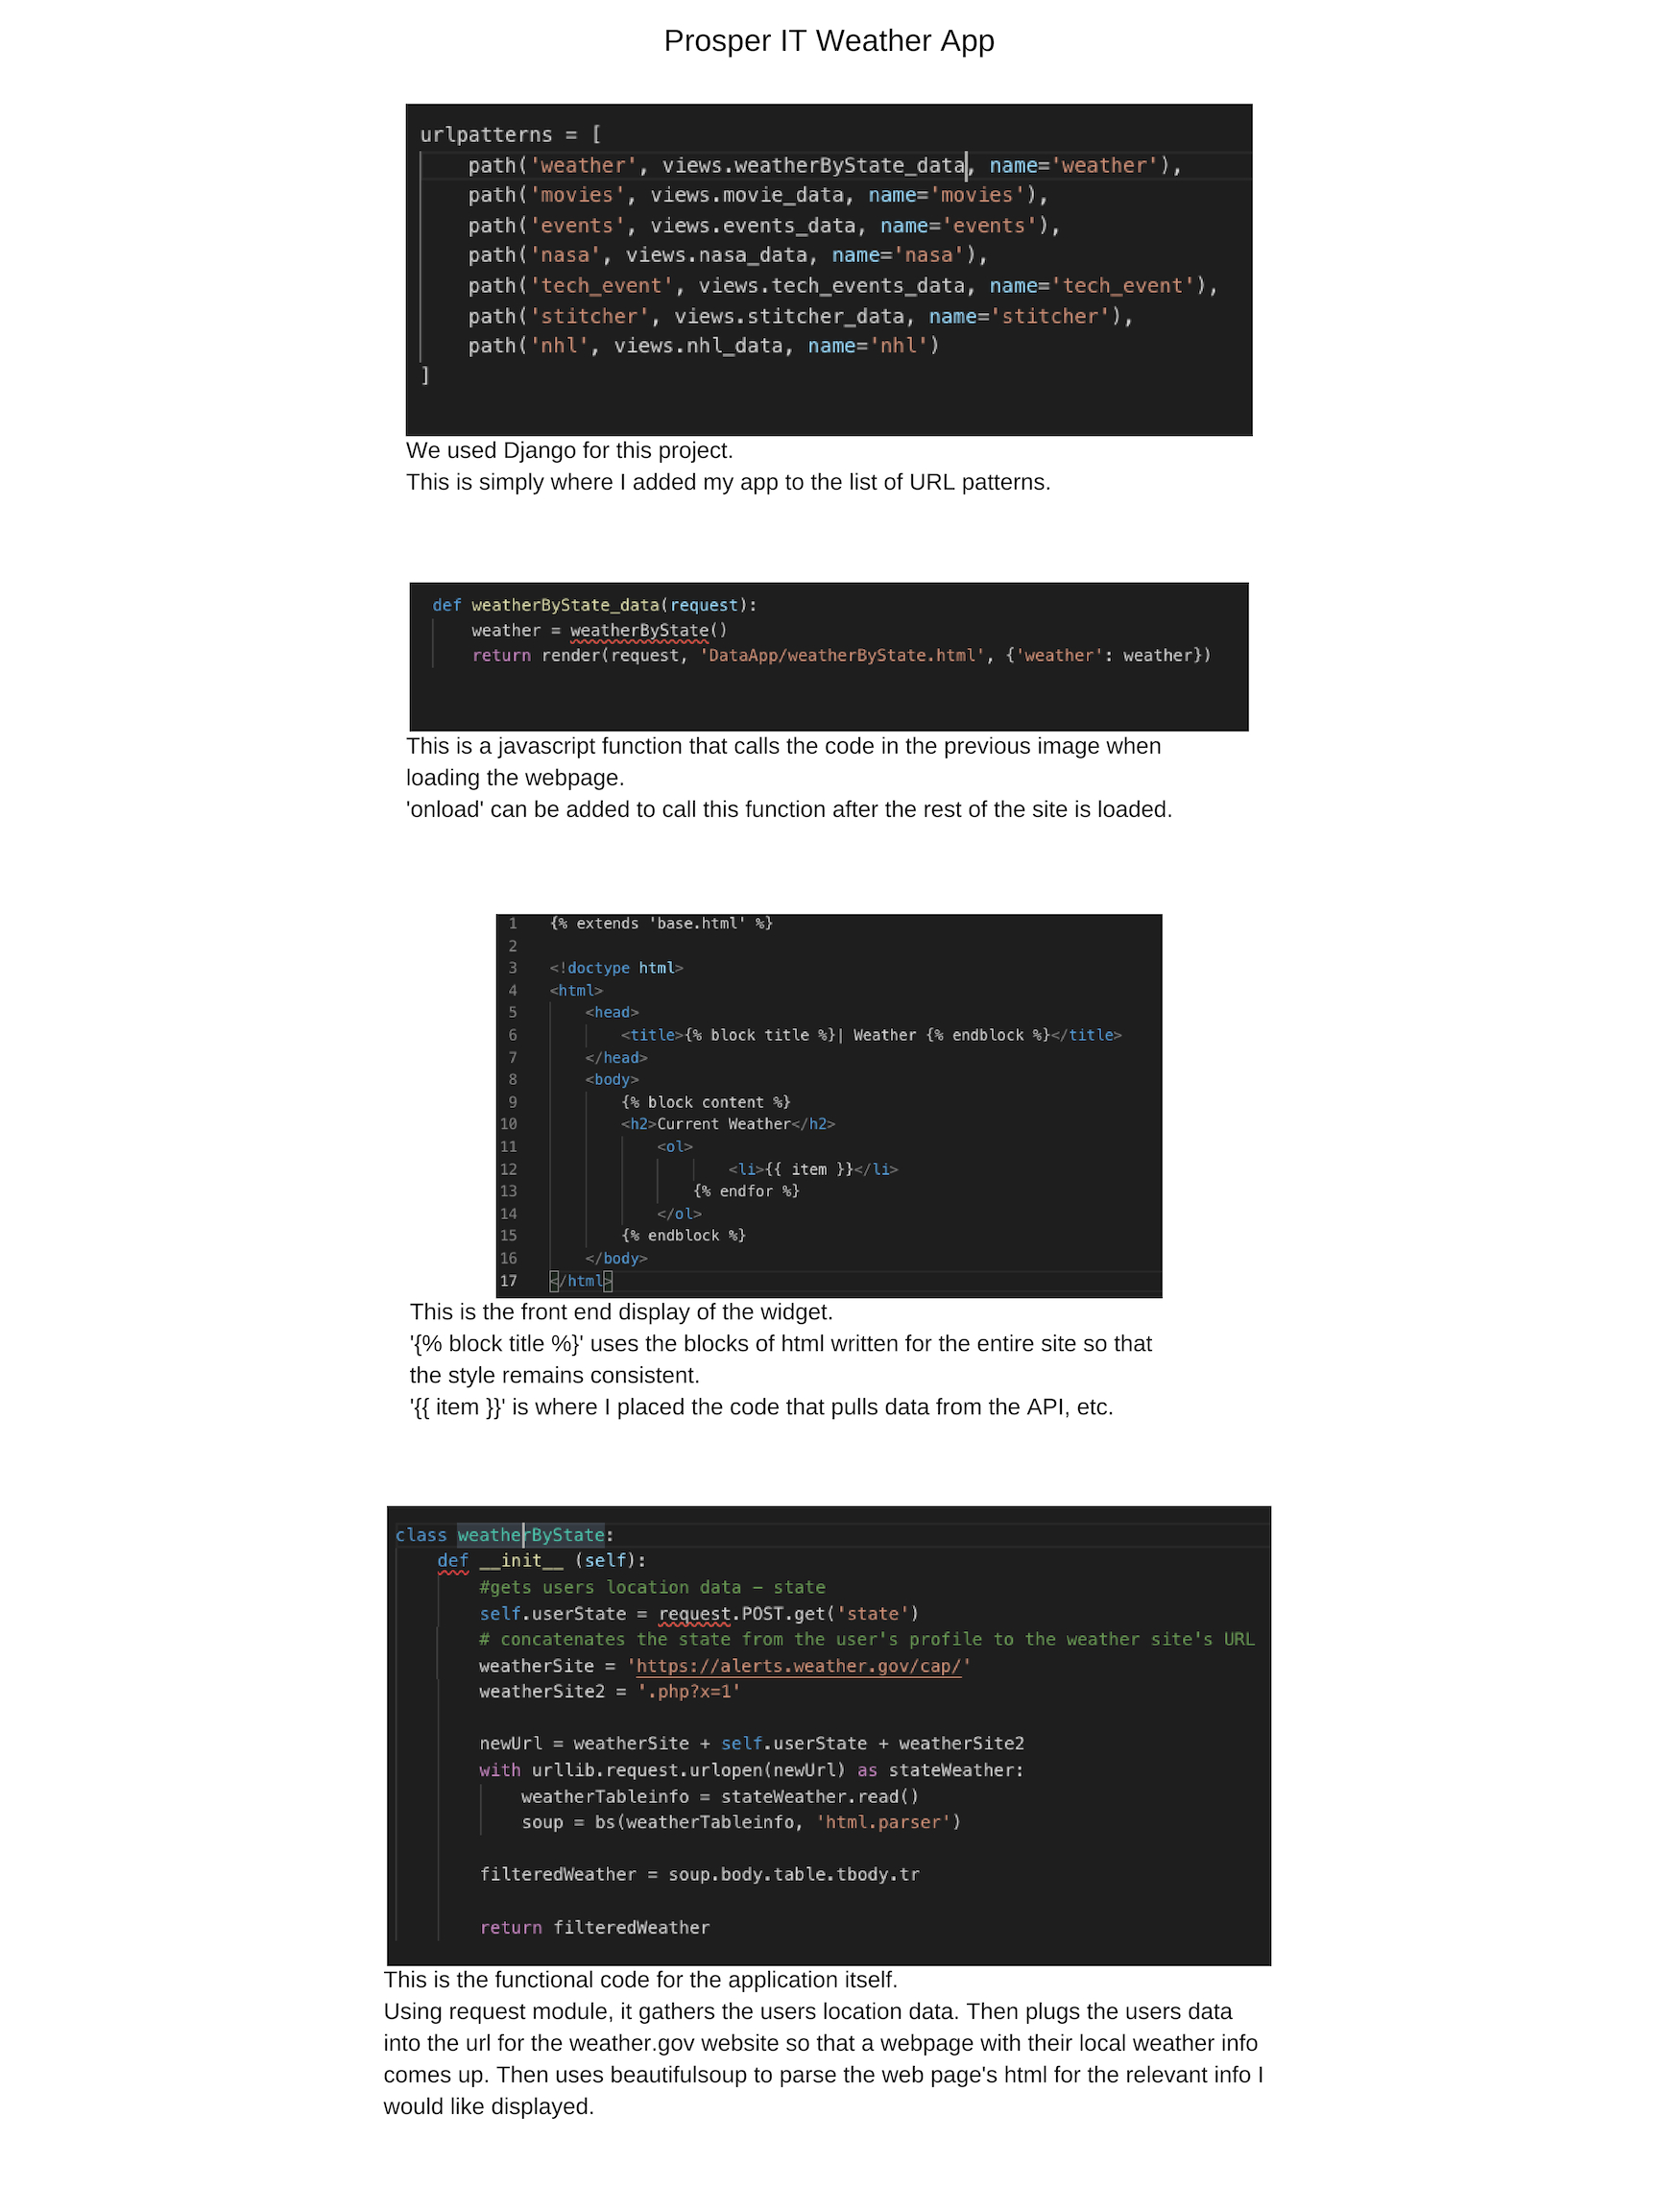 Prosper IT Weather App
urlpatterns = [
    path('weather', views.weatherByState_data, name='weather'),
    path('movies', views.movie_data, name='movies'),
    path('events', views.events_data, name='events'),
    path('nasa', views.nasa_data, name='nasa'),
    path('tech_event', views.tech_events_data, name='tech_event'),
    path('stitcher', views.stitcher_data, name='stitcher'),
    path('nhl', views.nhl_data, name='nhl')
]
We used Django for this project.
This is simply where I added my app to the list of URL patterns.
def weatherByState_data(request):
    weather = weatherByState()
    return render(request, 'DataApp/weatherByState.html', {'weather': weather})
This is a javascript function that calls the code in the previous image when
loading the webpage.
'onload' can be added to call this function after the rest of the site is loaded.
1 {% extends 'base.html' %}
2
3 <!doctype html>
4 <html>
5     <head>
6         <title>{% block title %}| Weather {% endblock %}</title>
7     </head>
8     <body>
9         {% block content %}
10         <h2>Current Weather</h2>
11             <ol>
12                     <li>{{ item }}</li>
13                 {% endfor %}
14             </ol>
15         {% endblock %}
16     </body>
17 </html>
This is the front end display of the widget.
'{% block title %}' uses the blocks of html written for the entire site so that
the style remains consistent.
'{{ item }}' is where I placed the code that pulls data from the API, etc.
class weatherByState:
    def __init__ (self):
        #gets users location data – state
        self.userState = request.POST.get('state')
        # concatenates the state from the user's profile to the weather site's URL
        weatherSite = 'https://alerts.weather.gov/cap/'
        weatherSite2 = '.php?x=1'
        newUrl = weatherSite + self.userState + weatherSite2
        with urllib.request.urlopen(newUrl) as stateWeather:
            weatherTableinfo = stateWeather.read()
            soup = bs(weatherTableinfo, 'html.parser')
        filteredWeather = soup.body.table.tbody.tr
        return filteredWeather
This is the functional code for the application itself.
Using request module, it gathers the users location data. Then plugs the users data
into the url for the weather.gov website so that a webpage with their local weather info
comes up. Then uses beautifulsoup to parse the web page's html for the relevant info I
would like displayed.